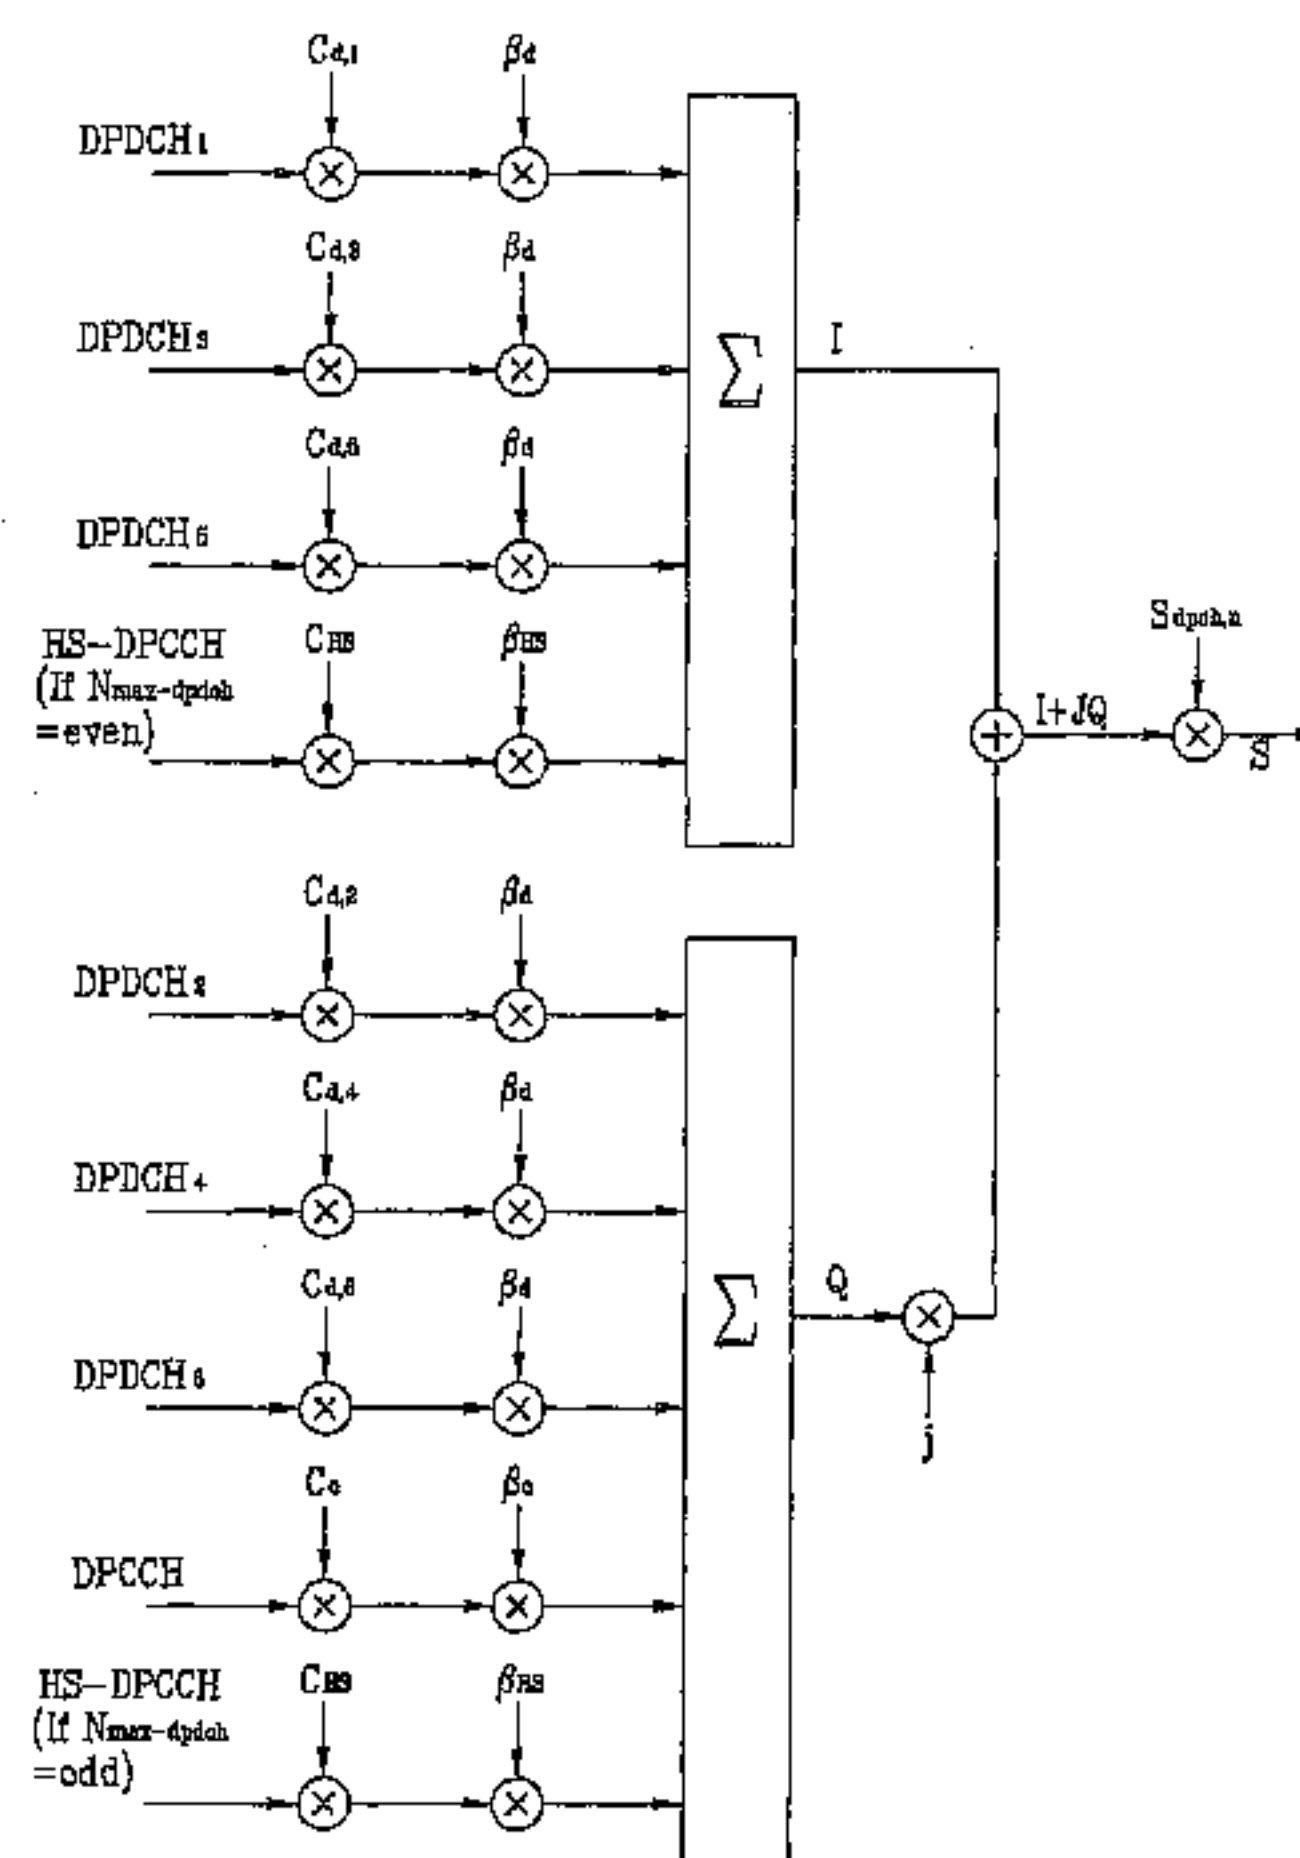 Cd,1 βd
DPDCH1
Cd,3 βd
DPDCH3
Σ I
Cd,5 βd
DPDCH5
HS-DPCCH CHS βHS
(If Nmax-dpdch
=even)
Sdpch,n
I+JQ
S
Cd,2 βd
DPDCH2
Cd,4 βd
DPDCH4
Cd,6 βd
Σ Q
DPDCH6
j
Cc βc
DPCCH
HS-DPCCH CHS βHS
(If Nmax-dpdch
=odd)